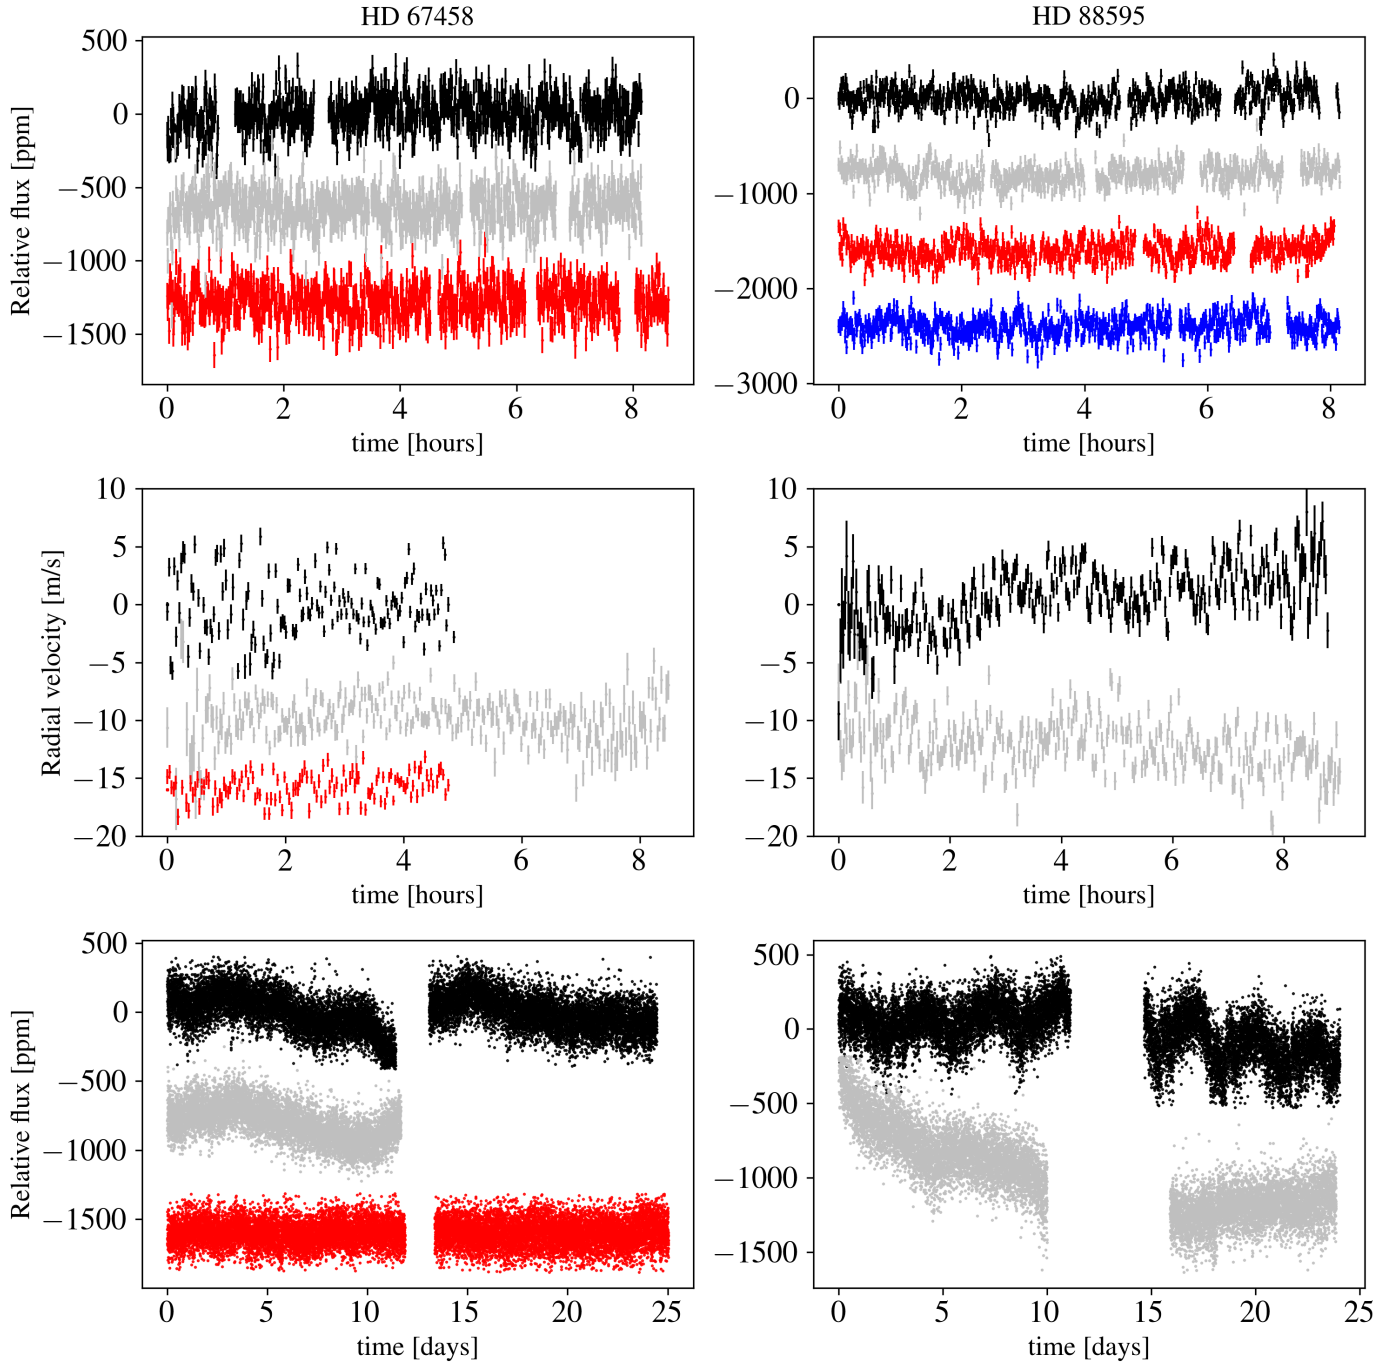 HD 67458
HD 88595
500
0
−500
−1000
−1500
Relative flux [ppm]
0 2 4 6 8
time [hours]
0
−1000
−2000
−3000
0 2 4 6 8
time [hours]
10
5
0
−5
−10
−15
−20
Radial velocity [m/s]
0 2 4 6 8
time [hours]
10
5
0
−5
−10
−15
−20
0 2 4 6 8
time [hours]
500
0
−500
−1000
−1500
Relative flux [ppm]
0 5 10 15 20 25
time [days]
500
0
−500
−1000
−1500
0 5 10 15 20 25
time [days]